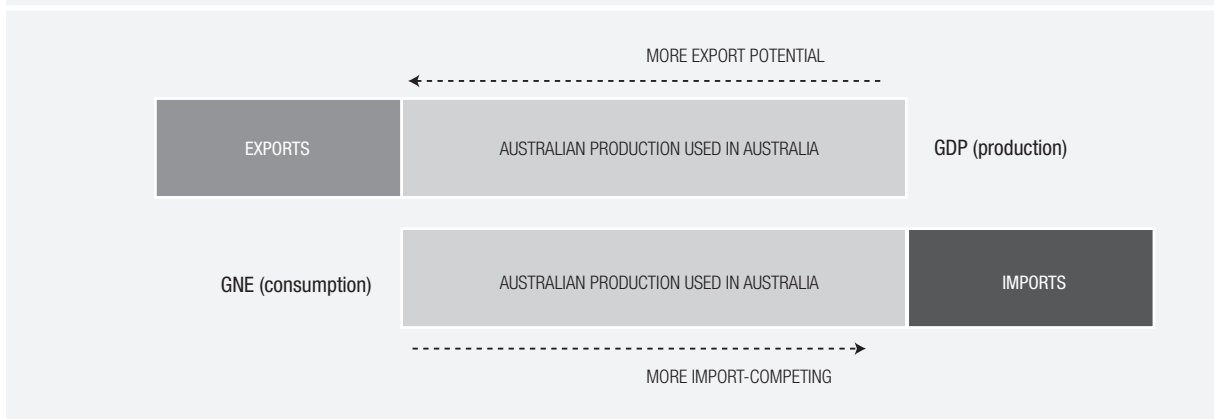 MORE EXPORT POTENTIAL
EXPORTS
AUSTRALIAN PRODUCTION USED IN AUSTRALIA
GDP (production)
GNE (consumption)
AUSTRALIAN PRODUCTION USED IN AUSTRALIA
IMPORTS
MORE IMPORT-COMPETING